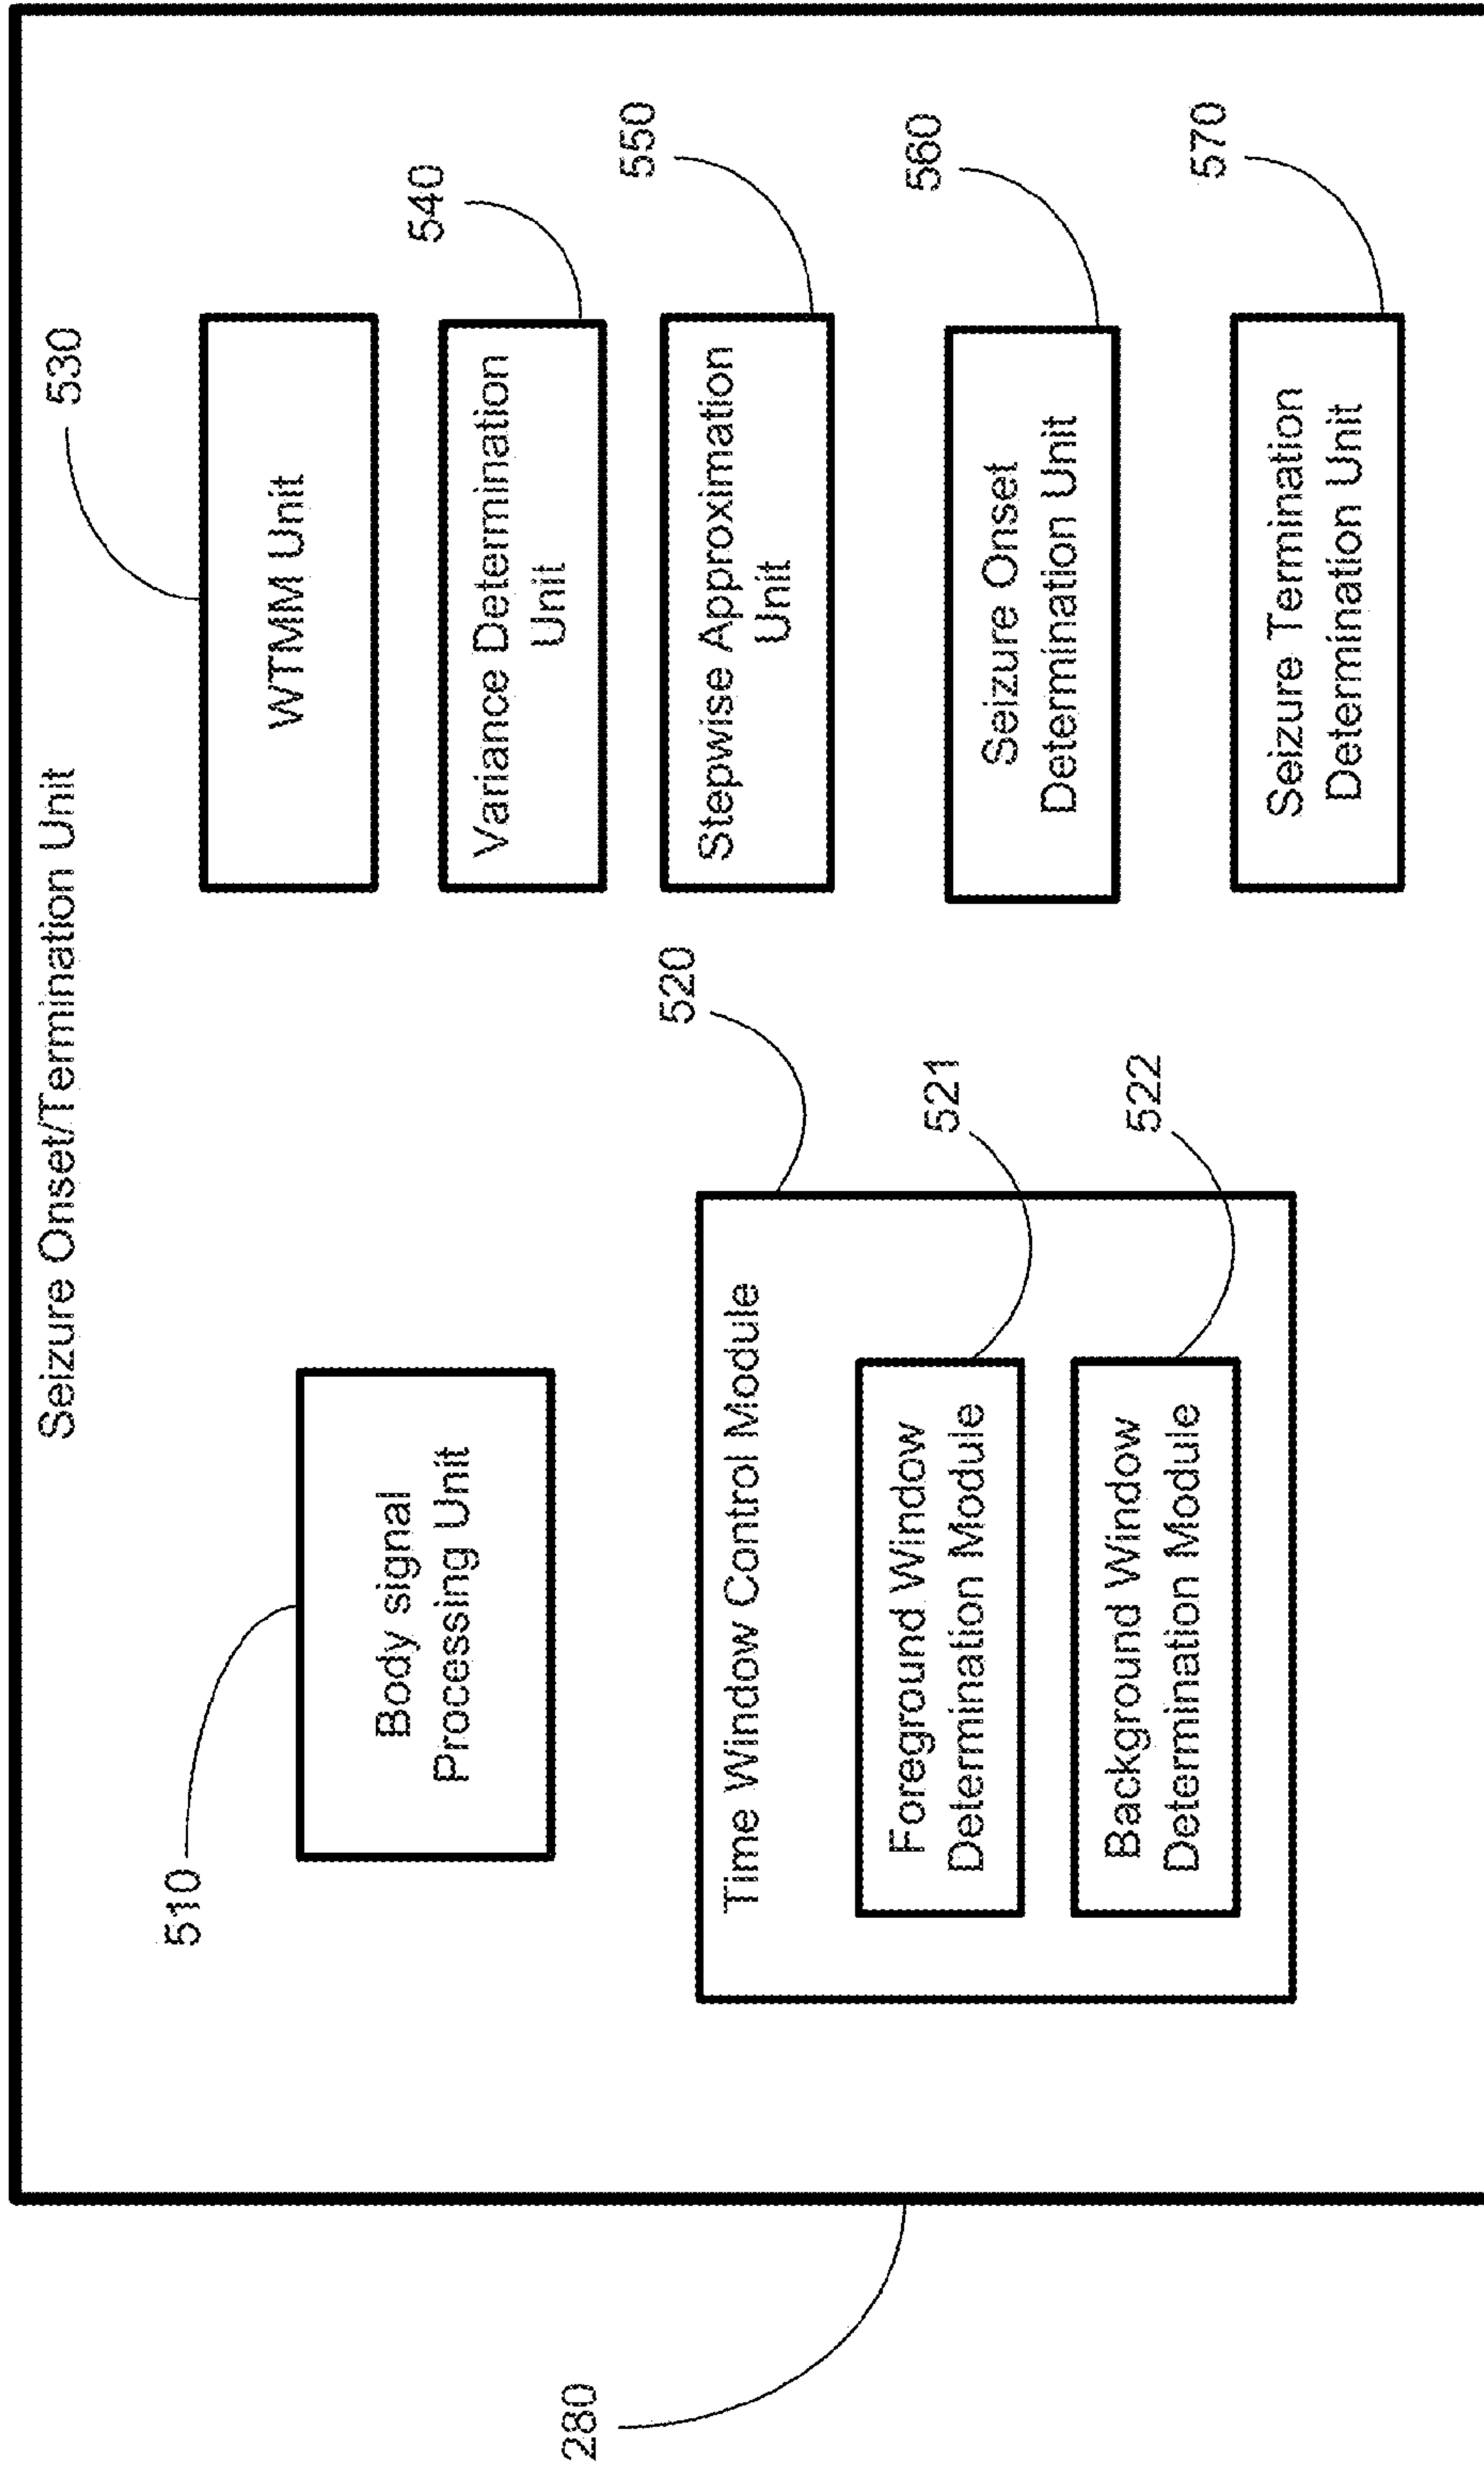 Seizure Onset/Termination Unit
510
Body signal
Processing Unit
520
Time Window Control Module
521
Foreground Window
Determination Module
522
Background Window
Determination Module
530
WTMM Unit
540
Variance Determination
Unit
550
Stepwise Approximation
Unit
560
Seizure Onset
Determination Unit
570
Seizure Termination
Determination Unit
280